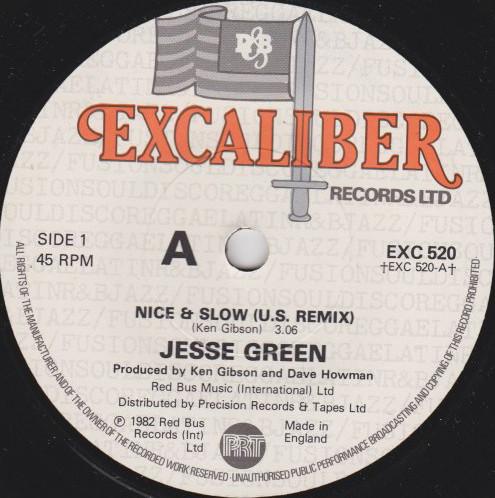 R&B
EXCALIBER
RECORDS LTD
SIDE 1
45 RPM
A
EXC 520
†EXC 520-A†
NICE & SLOW (U.S. REMIX)
(Ken Gibson) 3.06
JESSE GREEN
Produced by Ken Gibson and Dave Howman
Red Bus Music (International) Ltd
Distributed by Precision Records & Tapes Ltd
℗ 1982 Red Bus
Records (Int)
Ltd
PRT
Made in
England
ALL RIGHTS OF THE MANUFACTURER AND OF THE OWNER OF THE RECORDED WORK RESERVED · UNAUTHORISED PUBLIC PERFORMANCE BROADCASTING AND COPYING OF THIS RECORD PROHIBITED